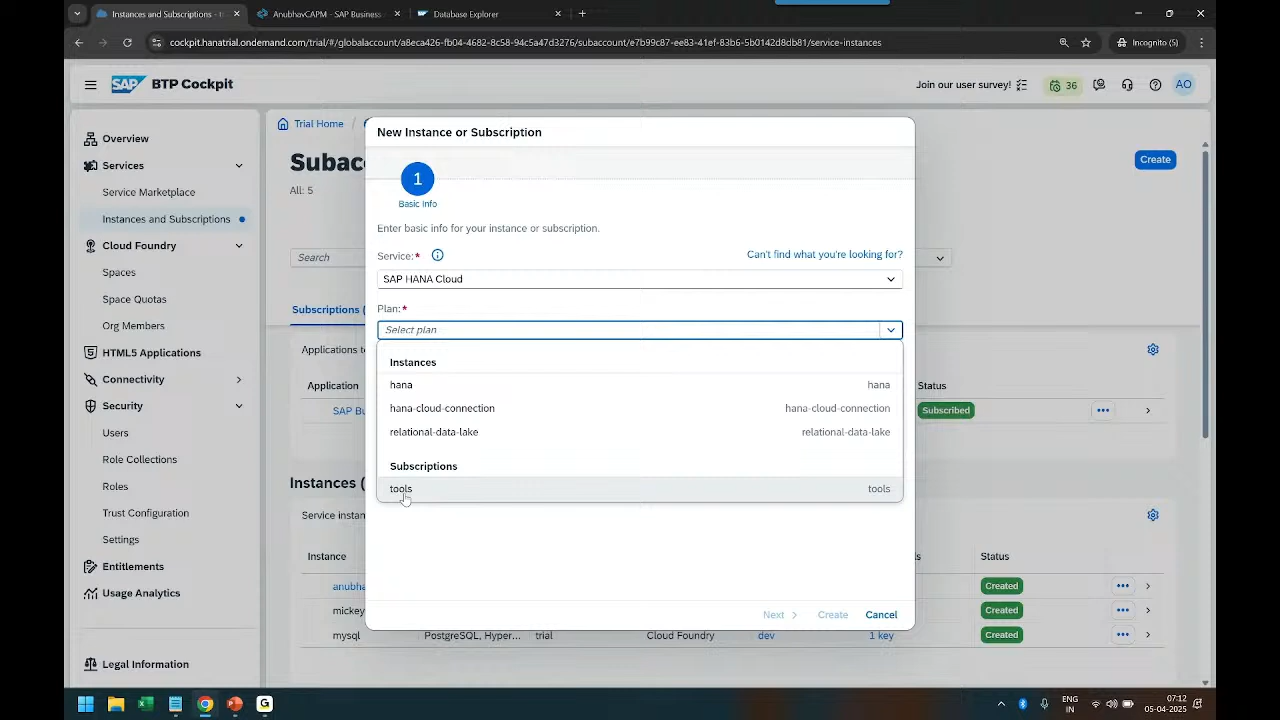 Instances and Subscriptions - t
AnubhavCAPM - SAP Business
Database Explorer
cockpit.hanatrial.ondemand.com/trial/#/globalaccount/a8eca426-fb04-4682-8c58-94c5a47d3276/subaccount/e7b99c87-ee83-41ef-83b6-5b0142d8db81/service-instances
Incognito (5)
SAP BTP Cockpit
Join our user survey!
36
AO
Overview
Services
Service Marketplace
Instances and Subscriptions
Cloud Foundry
Spaces
Space Quotas
Org Members
HTML5 Applications
Connectivity
Security
Users
Role Collections
Roles
Trust Configuration
Settings
Entitlements
Usage Analytics
Legal Information
Trial Home /
Subac
All: 5
Create
Search
Subscriptions (
Applications t
Application
Status
SAP Bu
Subscribed
Instances (
Service instan
Instance
Status
anubha
Created
mickey
Created
mysql PostgreSQL, Hyper... trial Cloud Foundry dev 1 key Created
New Instance or Subscription
1
Basic Info
Enter basic info for your instance or subscription.
Service:*
Can't find what you're looking for?
SAP HANA Cloud
Plan:*
Select plan
Instances
hana hana
hana-cloud-connection hana-cloud-connection
relational-data-lake relational-data-lake
Subscriptions
tools tools
Next Create Cancel
ENG
IN
07:12
05-04-2025